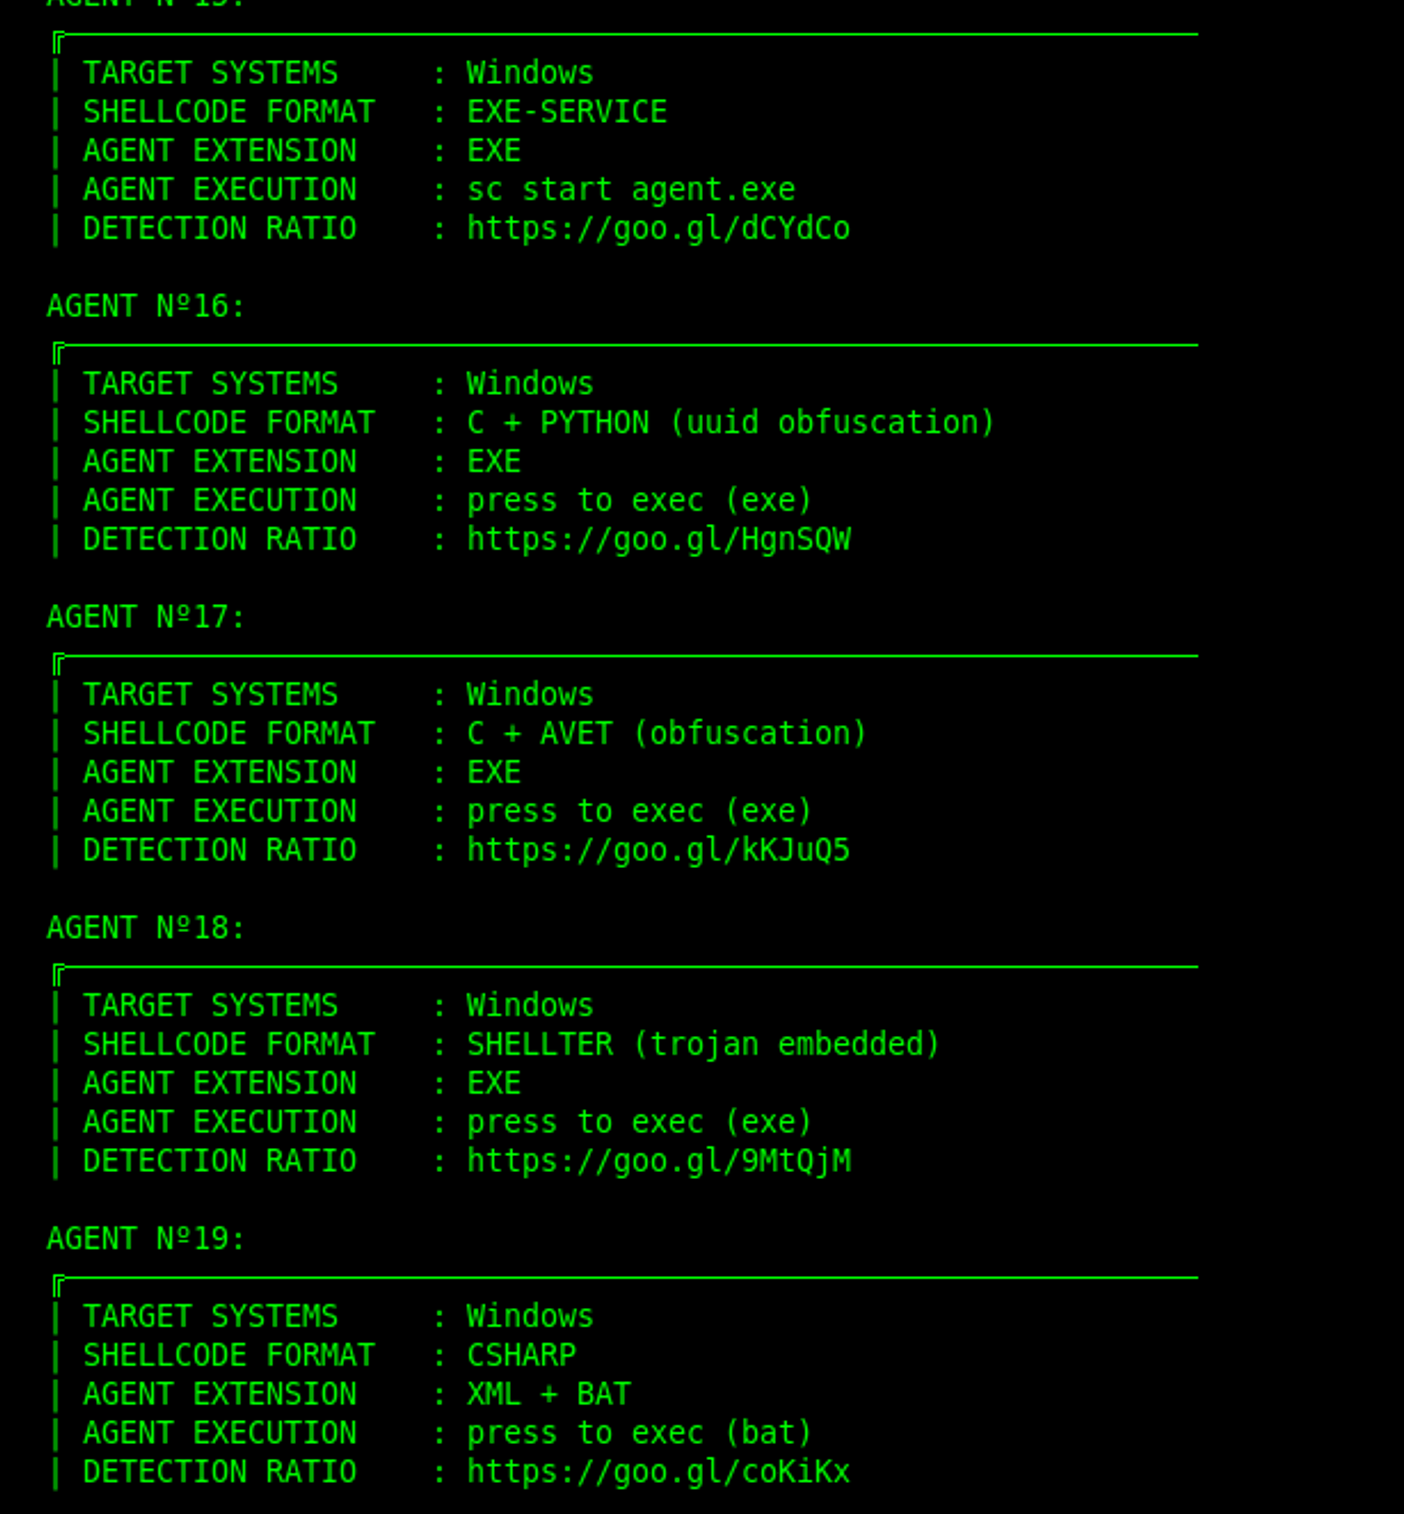 AGENT Nº15:
TARGET SYSTEMS : Windows
SHELLCODE FORMAT : EXE-SERVICE
AGENT EXTENSION : EXE
AGENT EXECUTION : sc start agent.exe
DETECTION RATIO : https://goo.gl/dCYdCo
AGENT Nº16:
TARGET SYSTEMS : Windows
SHELLCODE FORMAT : C + PYTHON (uuid obfuscation)
AGENT EXTENSION : EXE
AGENT EXECUTION : press to exec (exe)
DETECTION RATIO : https://goo.gl/HgnSQW
AGENT Nº17:
TARGET SYSTEMS : Windows
SHELLCODE FORMAT : C + AVET (obfuscation)
AGENT EXTENSION : EXE
AGENT EXECUTION : press to exec (exe)
DETECTION RATIO : https://goo.gl/kKJuQ5
AGENT Nº18:
TARGET SYSTEMS : Windows
SHELLCODE FORMAT : SHELLTER (trojan embedded)
AGENT EXTENSION : EXE
AGENT EXECUTION : press to exec (exe)
DETECTION RATIO : https://goo.gl/9MtQjM
AGENT Nº19:
TARGET SYSTEMS : Windows
SHELLCODE FORMAT : CSHARP
AGENT EXTENSION : XML + BAT
AGENT EXECUTION : press to exec (bat)
DETECTION RATIO : https://goo.gl/coKiKx